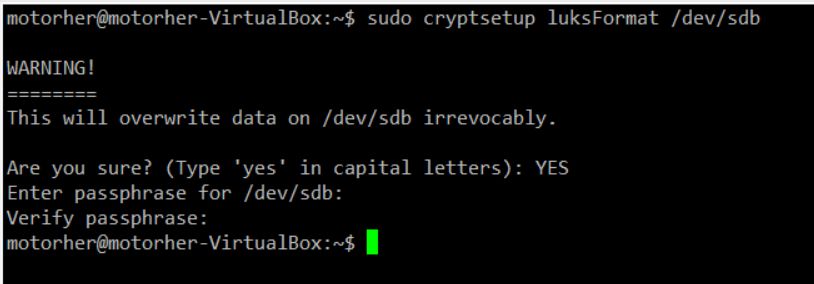 motorher@motorher-VirtualBox:~$ sudo cryptsetup luksFormat /dev/sdb
WARNING!
========
This will overwrite data on /dev/sdb irrevocably.
Are you sure? (Type 'yes' in capital letters): YES
Enter passphrase for /dev/sdb:
Verify passphrase:
motorher@motorher-VirtualBox:~$